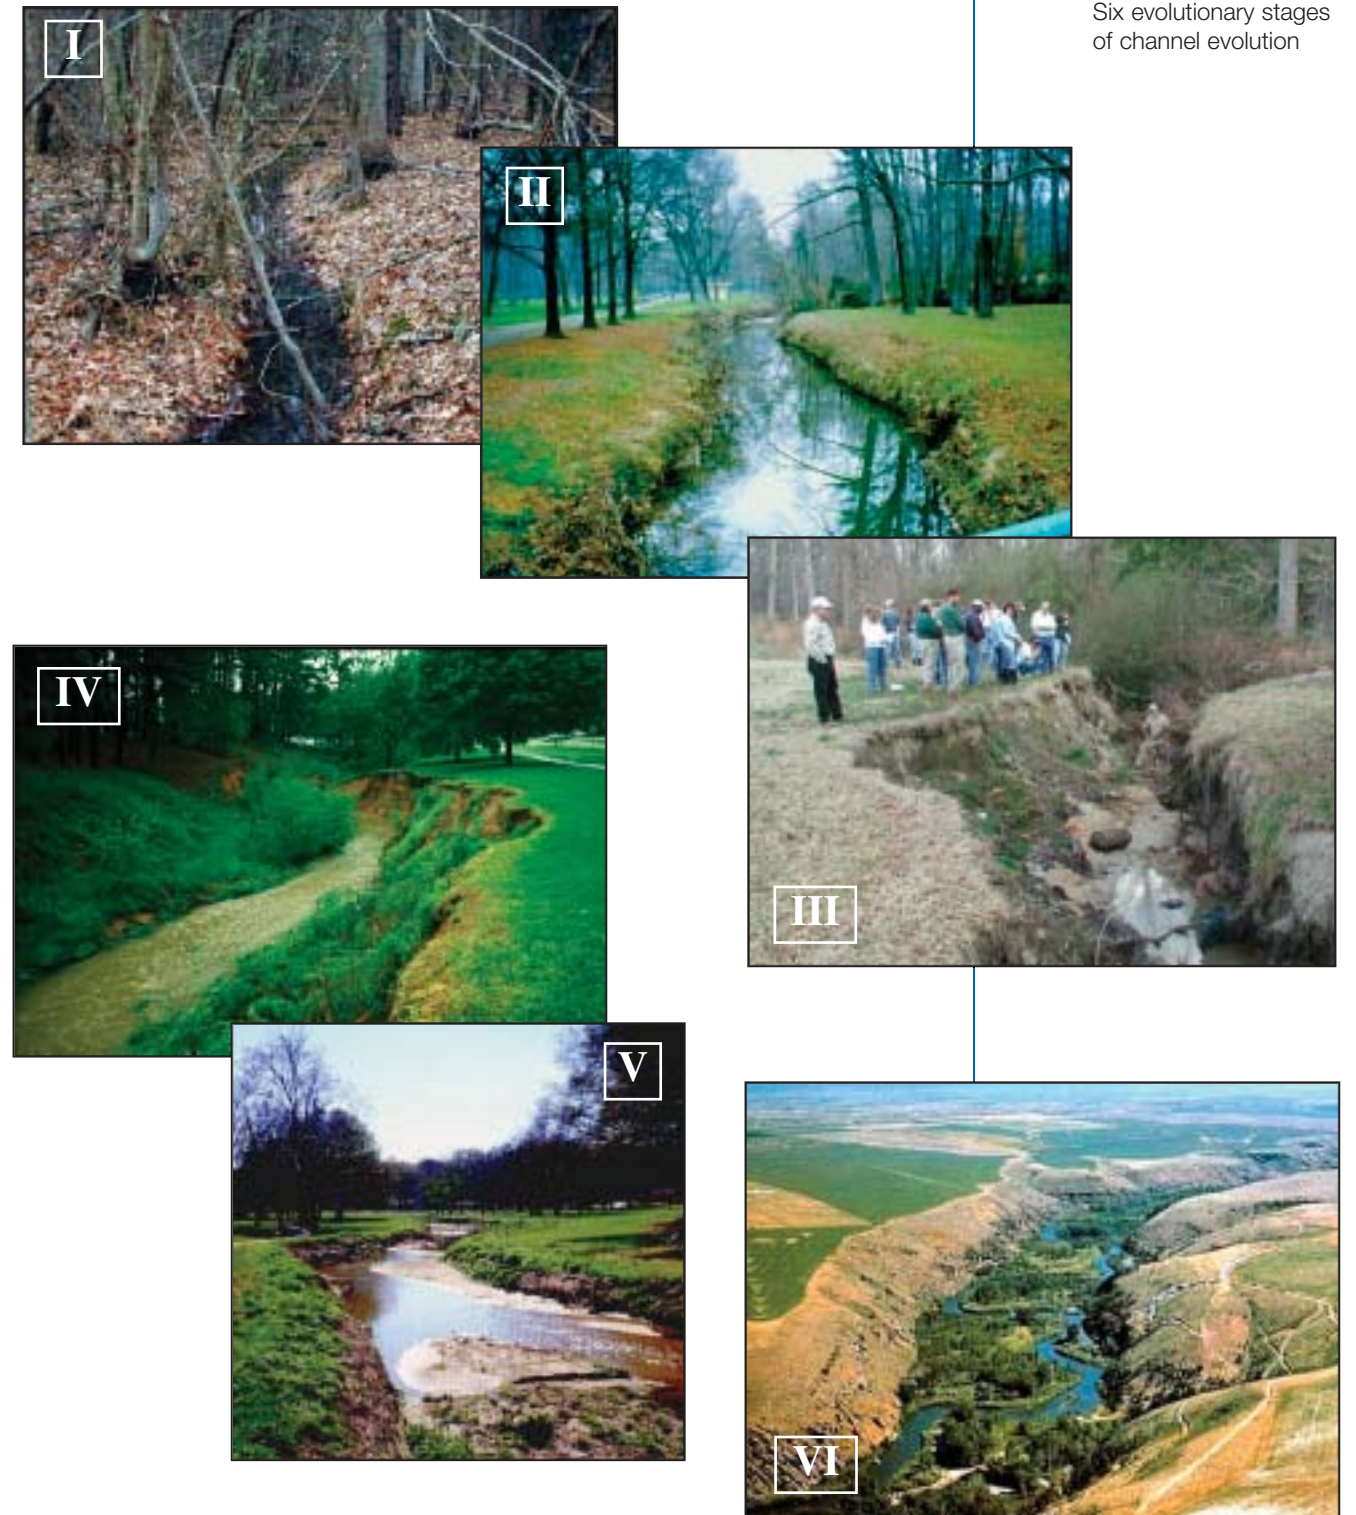 Six evolutionary stages
of channel evolution
I
II
III
IV
V
VI